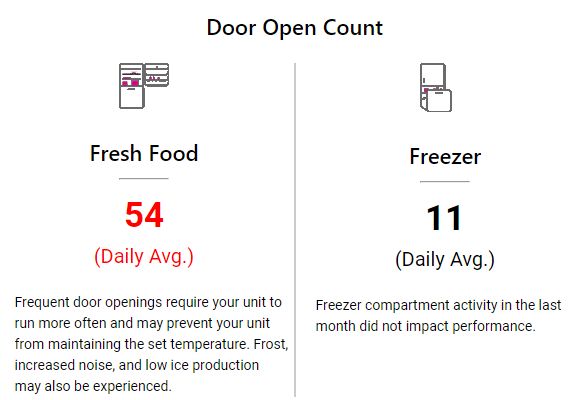 Door Open Count
Fresh Food
54
(Daily Avg.)
Frequent door openings require your unit to
run more often and may prevent your unit
from maintaining the set temperature. Frost,
increased noise, and low ice production
may also be experienced.
Freezer
11
(Daily Avg.)
Freezer compartment activity in the last
month did not impact performance.